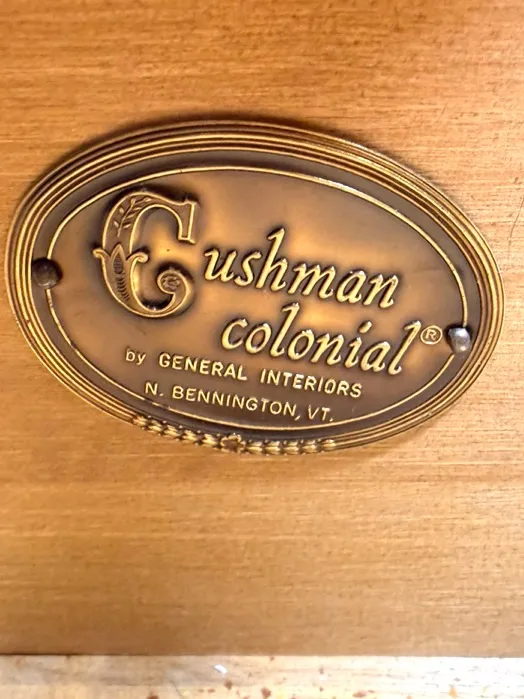 Cushman
colonial®
by GENERAL INTERIORS
N. BENNINGTON, VT.